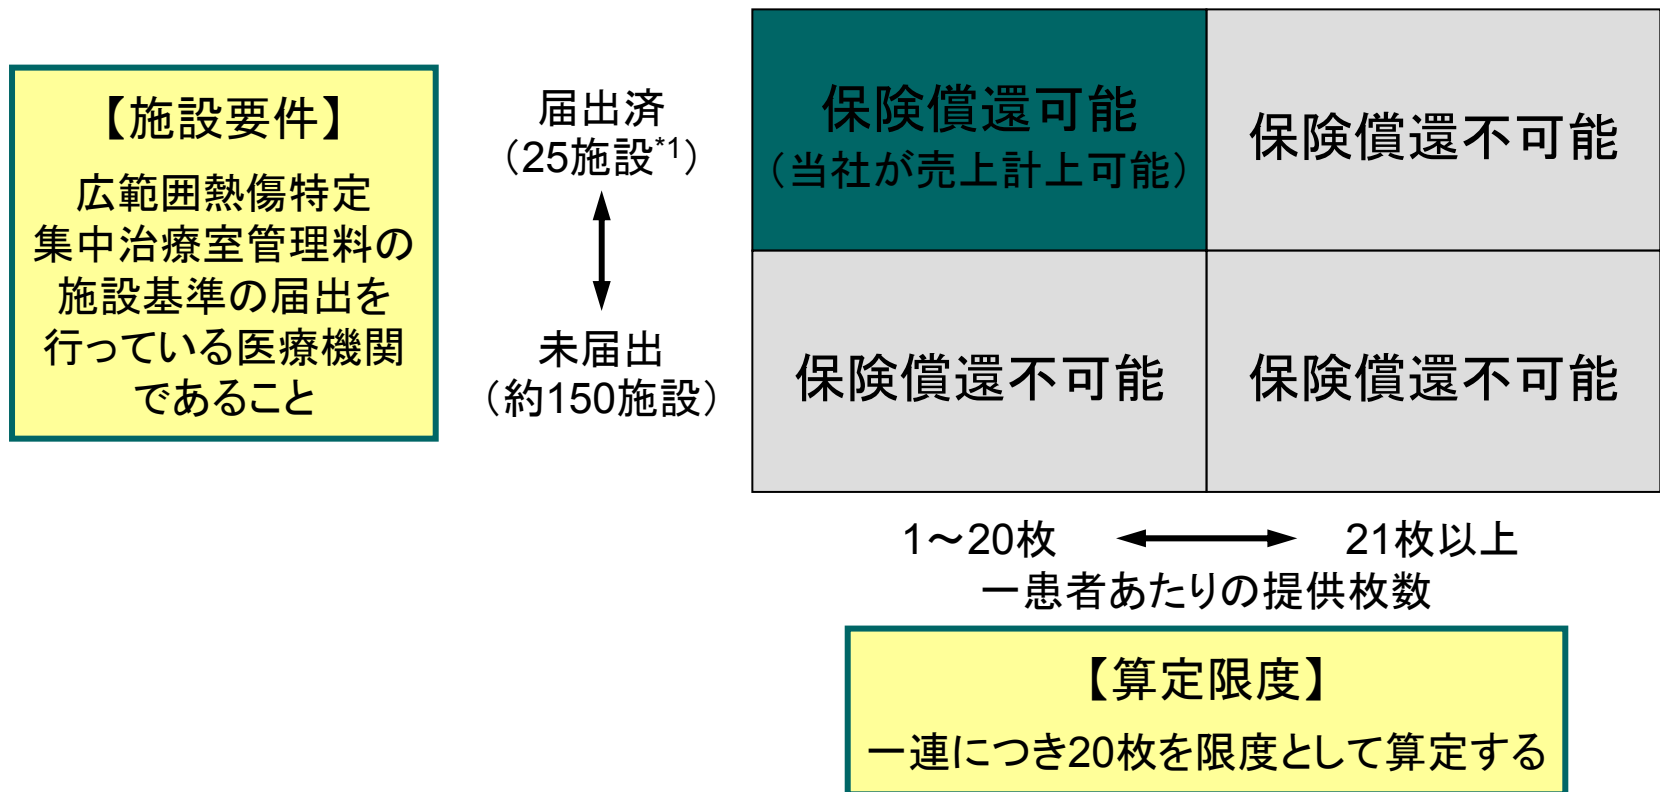 【施設要件】
広範囲熱傷特定
集中治療室管理料の
施設基準の届出を
行っている医療機関
であること
届出済
（25施設*1）
未届出
（約150施設）
保険償還可能
（当社が売上計上可能）
保険償還不可能
保険償還不可能
保険償還不可能
1～20枚
21枚以上
一患者あたりの提供枚数
【算定限度】
一連につき20枚を限度として算定する